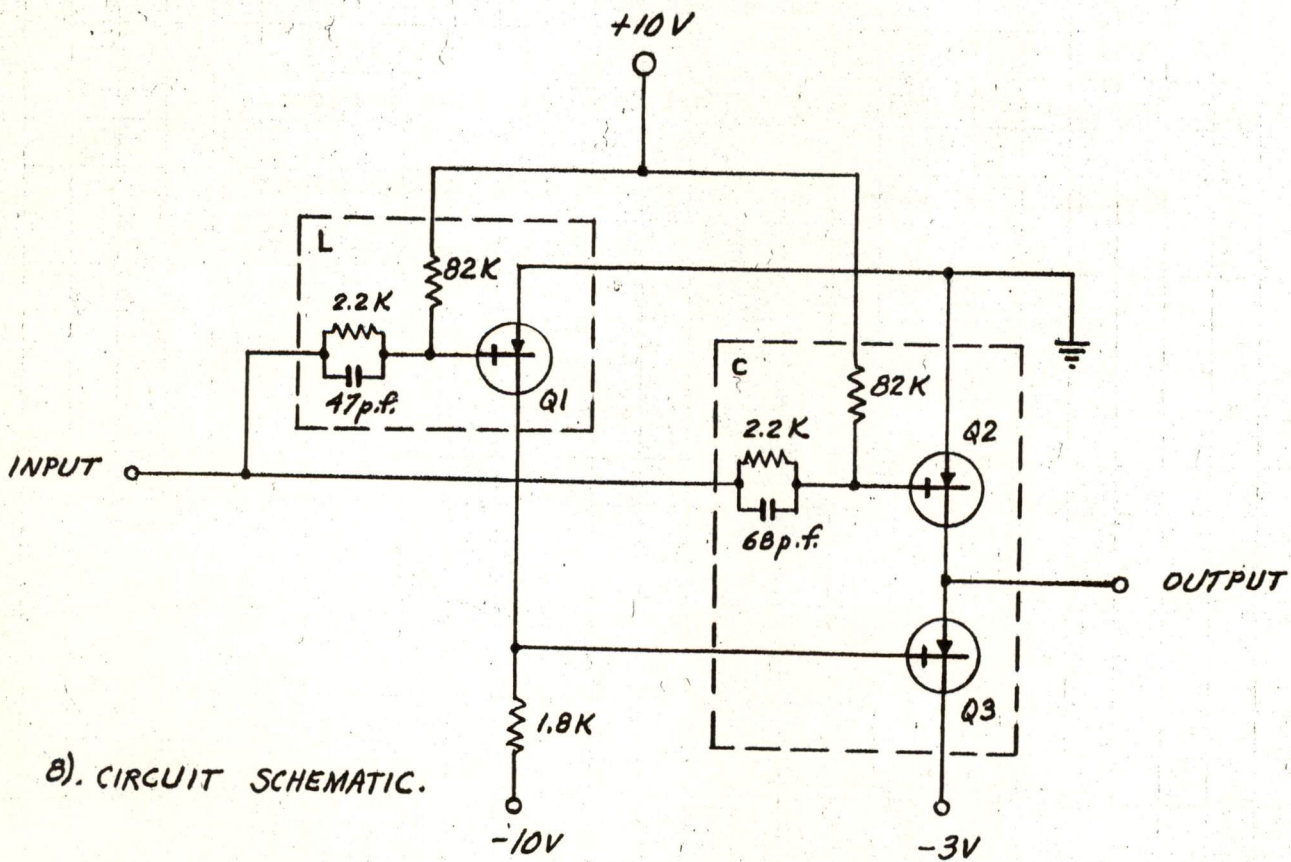 +10V
L
82K
2.2K
47p.f.
Q1
C
82K
2.2K
68p.f.
Q2
INPUT
OUTPUT
Q3
1.8K
8). CIRCUIT SCHEMATIC.
-10V
-3V